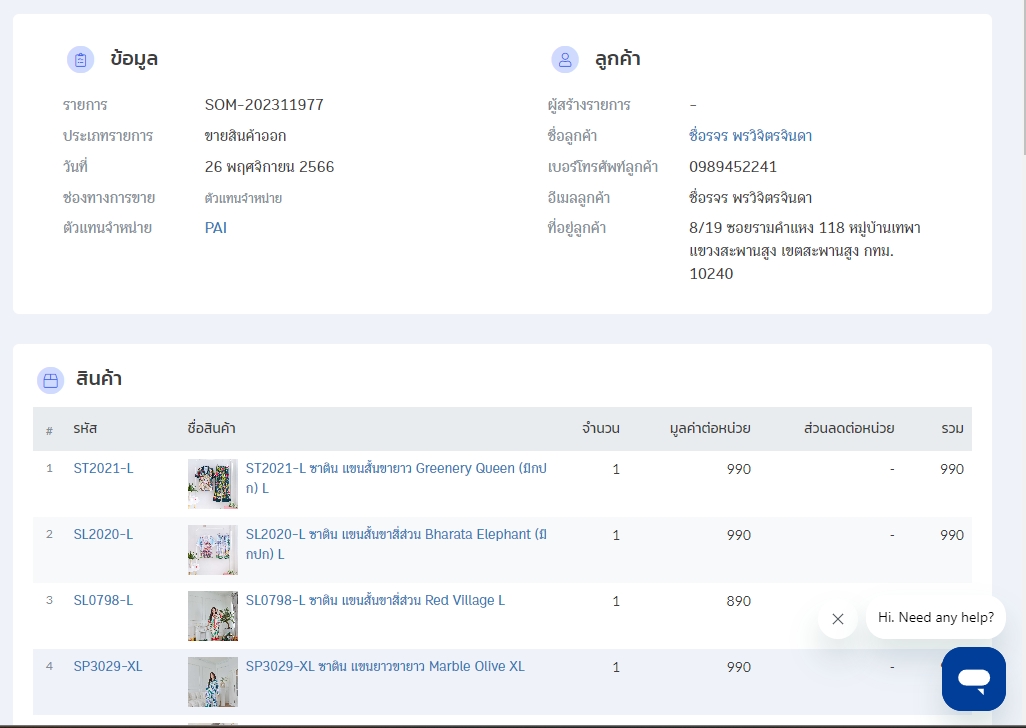 ข้อมูล
รายการ SOM-202311977
ประเภทรายการ ขายสินค้าออก
วันที่ 26 พฤศจิกายน 2566
ช่องทางการขาย ตัวแทนจำหน่าย
ตัวแทนจำหน่าย PAI
ลูกค้า
ผู้สร้างรายการ -
ชื่อลูกค้า ชื่อรจร พรวิจิตรจินดา
เบอร์โทรศัพท์ลูกค้า 0989452241
อีเมลลูกค้า ชื่อรจร พรวิจิตรจินดา
ที่อยู่ลูกค้า 8/19 ซอยรามคำแหง 118 หมู่บ้านเทพา
แขวงสะพานสูง เขตสะพานสูง กทม.
10240
สินค้า
# รหัส ชื่อสินค้า จำนวน มูลค่าต่อหน่วย ส่วนลดต่อหน่วย รวม
1 ST2021-L ST2021-L ซาติน แขนสั้นขายาว Greenery Queen (มีกป 1 990 - 990
ก) L
2 SL2020-L SL2020-L ซาติน แขนสั้นขาสี่ส่วน Bharata Elephant (มี 1 990 - 990
กปก) L
3 SL0798-L SL0798-L ซาติน แขนสั้นขาสี่ส่วน Red Village L 1 890
Hi. Need any help?
4 SP3029-XL SP3029-XL ซาติน แขนยาวขายาว Marble Olive XL 1 990 -